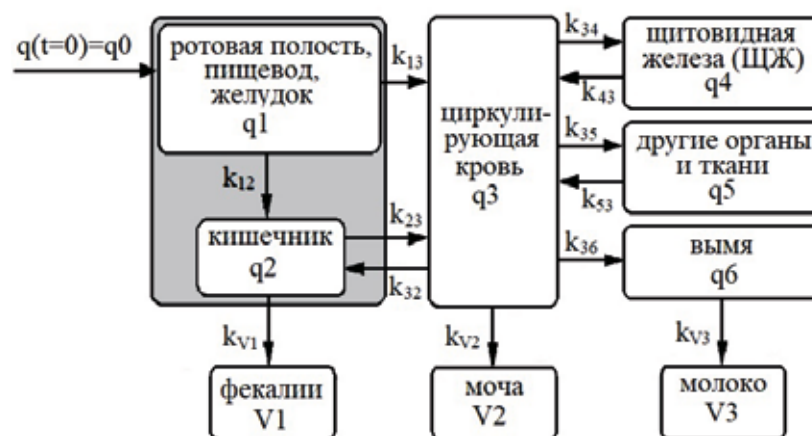 q(t=0)=q0
ротовая полость,
пищевод,
желудок
q1
k13
k12
кишечник
q2
k23
k32
циркули-
рующая
кровь
q3
k34
k43
щитовидная
железа (ЩЖ)
q4
k35
k53
другие органы
и ткани
q5
k36
вымя
q6
kV1
kV2
kV3
фекалии
V1
моча
V2
молоко
V3